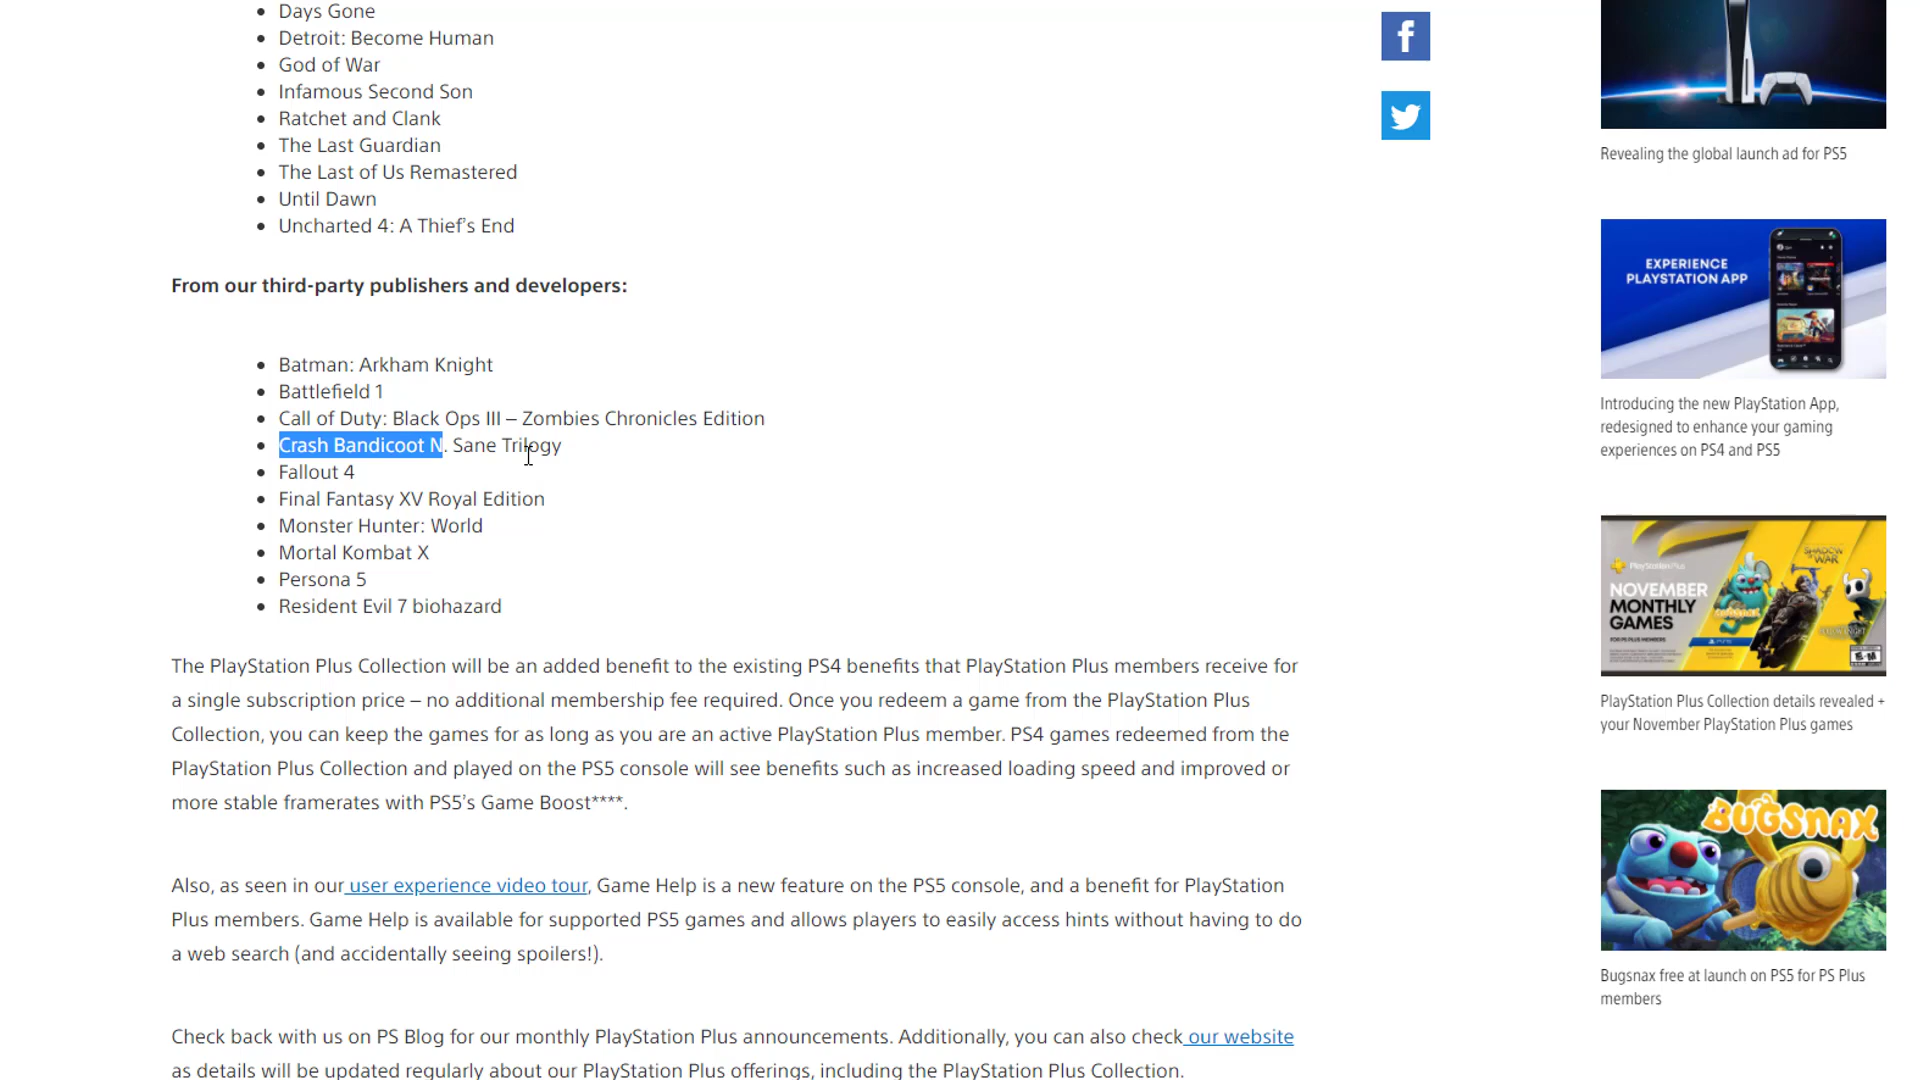 Days Gone
Detroit: Become Human
God of War
Infamous Second Son
Ratchet and Clank
The Last Guardian
The Last of Us Remastered
Until Dawn
Uncharted 4: A Thief’s End
From our third-party publishers and developers:
Batman: Arkham Knight
Battlefield 1
Call of Duty: Black Ops III – Zombies Chronicles Edition
Crash Bandicoot N. Sane Trilogy
Fallout 4
Final Fantasy XV Royal Edition
Monster Hunter: World
Mortal Kombat X
Persona 5
Resident Evil 7 biohazard
The PlayStation Plus Collection will be an added benefit to the existing PS4 benefits that PlayStation Plus members receive for
a single subscription price – no additional membership fee required. Once you redeem a game from the PlayStation Plus
Collection, you can keep the games for as long as you are an active PlayStation Plus member. PS4 games redeemed from the
PlayStation Plus Collection and played on the PS5 console will see benefits such as increased loading speed and improved or
more stable framerates with PS5’s Game Boost****.
Also, as seen in our user experience video tour, Game Help is a new feature on the PS5 console, and a benefit for PlayStation
Plus members. Game Help is available for supported PS5 games and allows players to easily access hints without having to do
a web search (and accidentally seeing spoilers!).
Check back with us on PS Blog for our monthly PlayStation Plus announcements. Additionally, you can also check our website
as details will be updated regularly about our PlayStation Plus offerings, including the PlayStation Plus Collection.
Revealing the global launch ad for PS5
EXPERIENCE
PLAYSTATION APP
Introducing the new PlayStation App,
redesigned to enhance your gaming
experiences on PS4 and PS5
PlayStation Plus
NOVEMBER
MONTHLY
GAMES
FOR PS PLUS MEMBERS
SHADOW
OF WAR
BUGSNAX
HOLLOW KNIGHT
E-M
PlayStation Plus Collection details revealed +
your November PlayStation Plus games
BUGSNAX
Bugsnax free at launch on PS5 for PS Plus
members